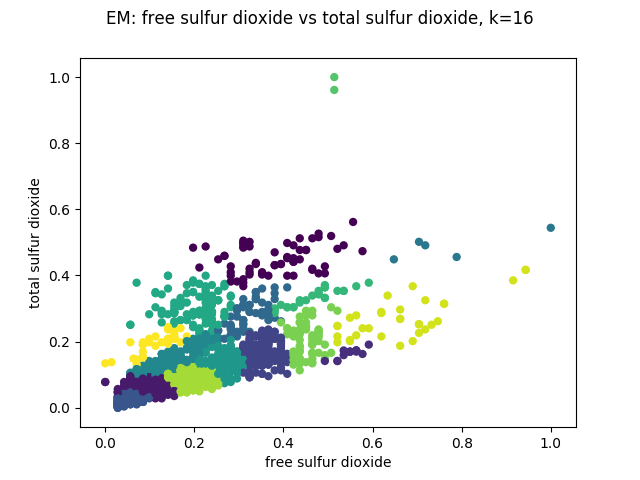 EM: free sulfur dioxide vs total sulfur dioxide, k=16
1.0
0.8
0.6
0.4
0.2
0.0
total sulfur dioxide
0.0 0.2 0.4 0.6 0.8 1.0
free sulfur dioxide